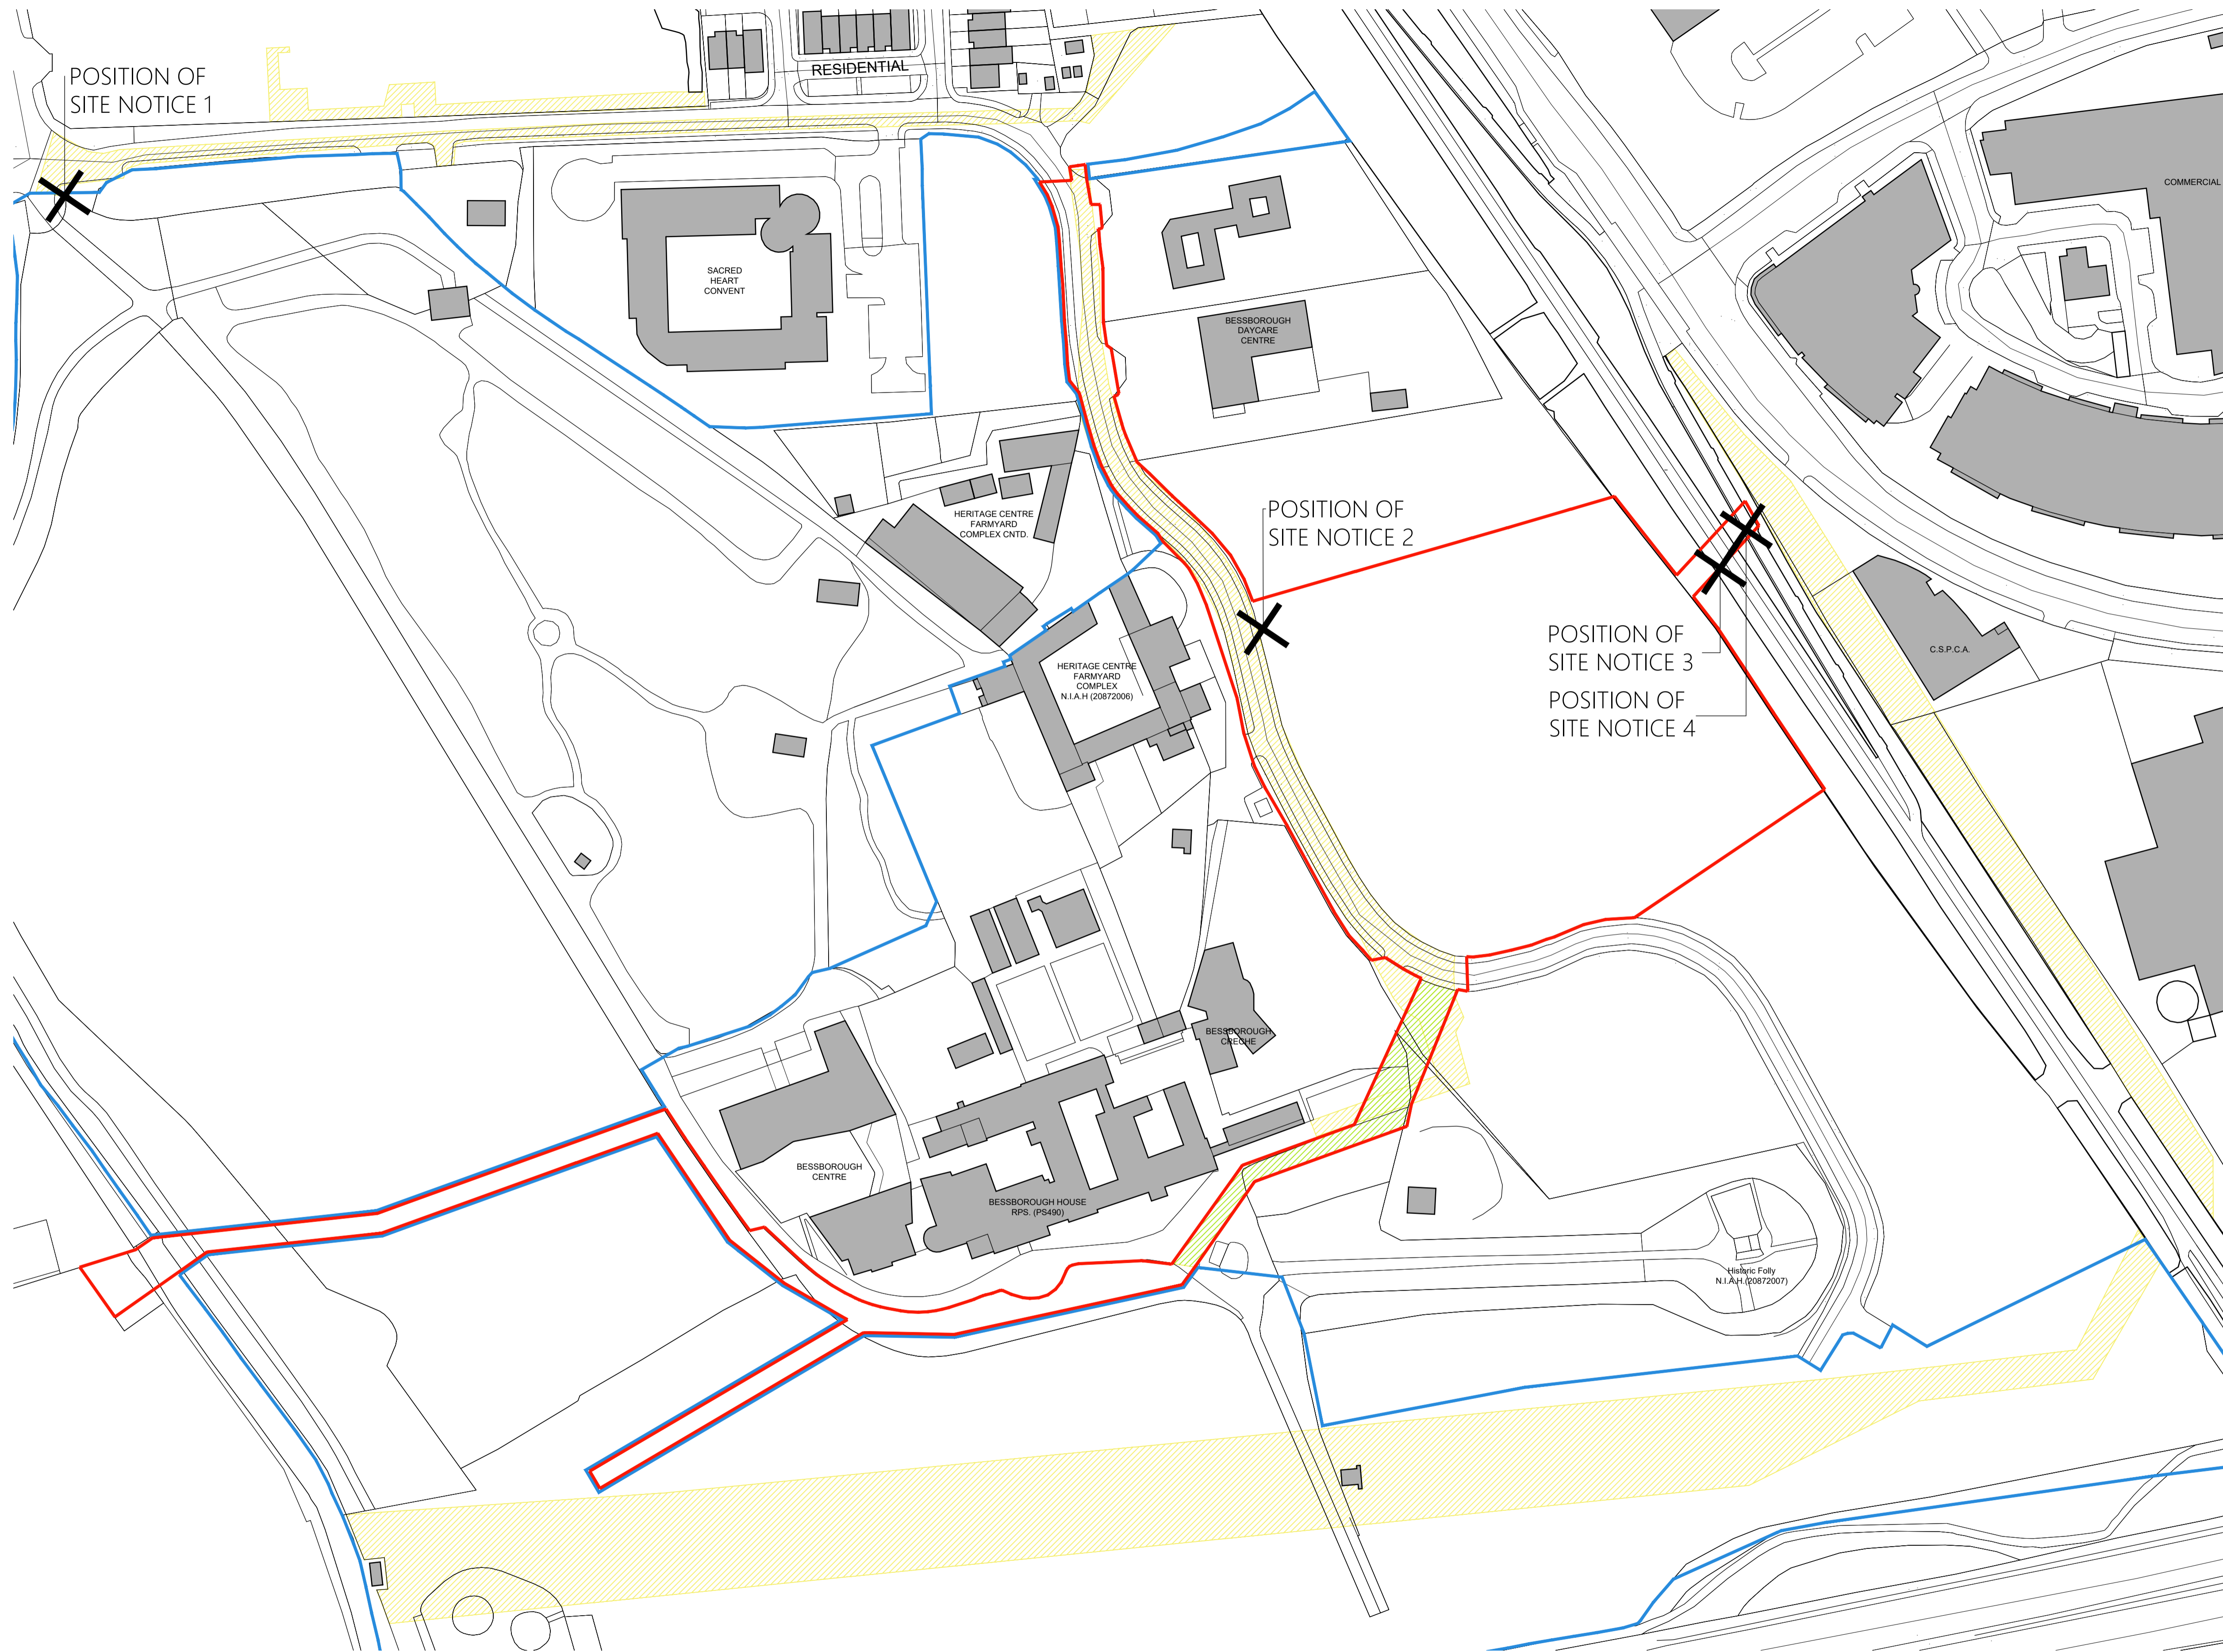 POSITION OF
SITE NOTICE 1
RESIDENTIAL
COMMERCIAL
SACRED
HEART
CONVENT
BESSBOROUGH
DAYCARE
CENTRE
HERITAGE CENTRE
FARMYARD
COMPLEX CNTD.
POSITION OF
SITE NOTICE 2
HERITAGE CENTRE
FARMYARD
COMPLEX
N.I.A.H (20872006)
POSITION OF
SITE NOTICE 3
POSITION OF
SITE NOTICE 4
C.S.P.C.A.
BESSBOROUGH
CRECHE
BESSBOROUGH
CENTRE
BESSBOROUGH HOUSE
RPS. (PS490)
Historic Folly
N.I.A.H.(20872007)